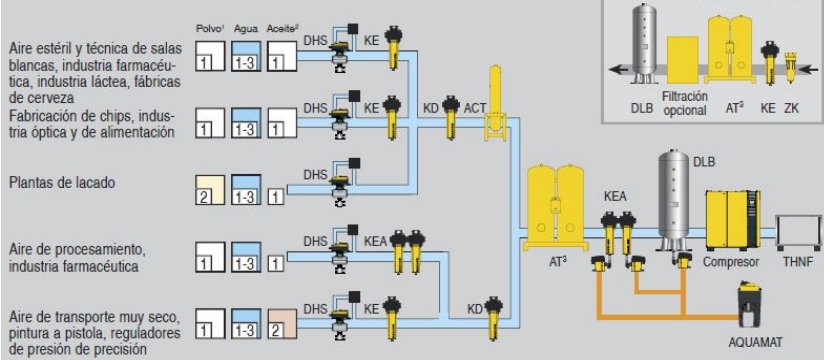 Polvo¹ Agua Aceite²
Aire estéril y técnica de salas
blancas, industria farmacéu-
tica, industria láctea, fábricas
de cerveza
1 1-3 1 DHS KE
Fabricación de chips, indus-
tria óptica y de alimentación
1 1-3 1 DHS KE KD ACT
Plantas de lacado
2 1-3 1 DHS
Aire de procesamiento,
industria farmacéutica
1 1-3 1 DHS KEA
Aire de transporte muy seco,
pintura a pistola, reguladores
de presión de precisión
1 1-3 2 DHS KE KD
DLB Filtración
opcional AT³ KE ZK
DLB
KEA
AT³ Compresor THNF
AQUAMAT